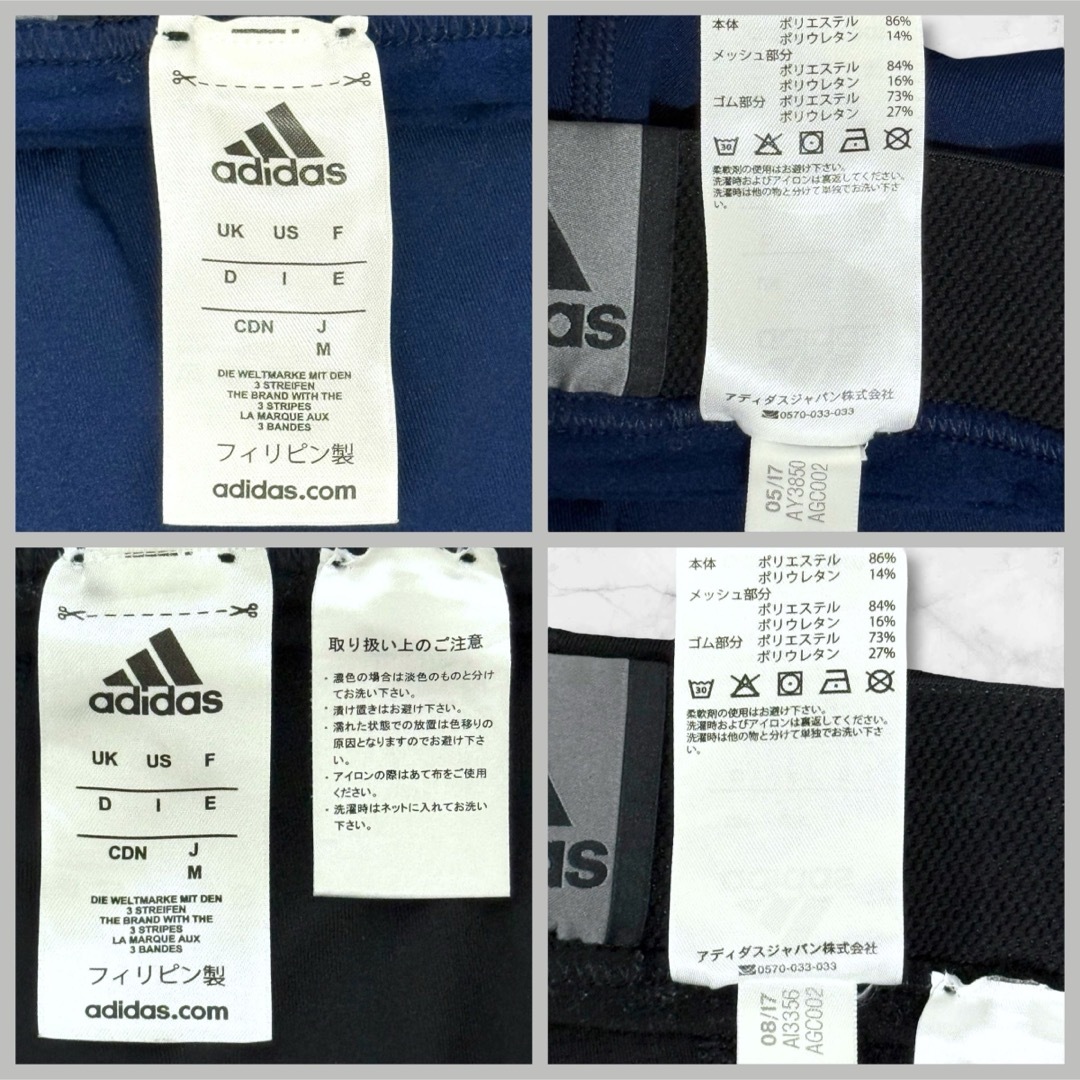 adidas
UK US F
D I E
CDN J
M
DIE WELTMARKE MIT DEN
3 STREIFEN
THE BRAND WITH THE
3 STRIPES
LA MARQUE AUX
3 BANDES
フィリピン製
adidas.com
本体 ポリエステル 86%
ポリウレタン 14%
メッシュ部分
ポリエステル 84%
ポリウレタン 16%
ゴム部分 ポリエステル 73%
ポリウレタン 27%
30
柔軟剤の使用はお避け下さい。
洗濯時およびアイロンは裏返してください。
洗濯時は他の物と分けて単独でお洗い下さ
い。
das
アディダスジャパン株式会社
0570-033-033
05/17
AY3850
AGC002
adidas
UK US F
D I E
CDN J
M
DIE WELTMARKE MIT DEN
3 STREIFEN
THE BRAND WITH THE
3 STRIPES
LA MARQUE AUX
3 BANDES
フィリピン製
adidas.com
取り扱い上のご注意
・濃色の場合は淡色のものと分け
てお洗い下さい。
・漬け置きはお避け下さい。
・濡れた状態での放置は色移りの
原因となりますのでお避け下さ
い。
・アイロンの際はあて布をご使用
ください。
・洗濯時はネットに入れてお洗い
下さい。
本体 ポリエステル 86%
ポリウレタン 14%
メッシュ部分
ポリエステル 84%
ポリウレタン 16%
ゴム部分 ポリエステル 73%
ポリウレタン 27%
30
柔軟剤の使用はお避け下さい。
洗濯時およびアイロンは裏返してください。
洗濯時は他の物と分けて単独でお洗い下さ
い。
das
アディダスジャパン株式会社
0570-033-033
08/17
AI3356
AGC002